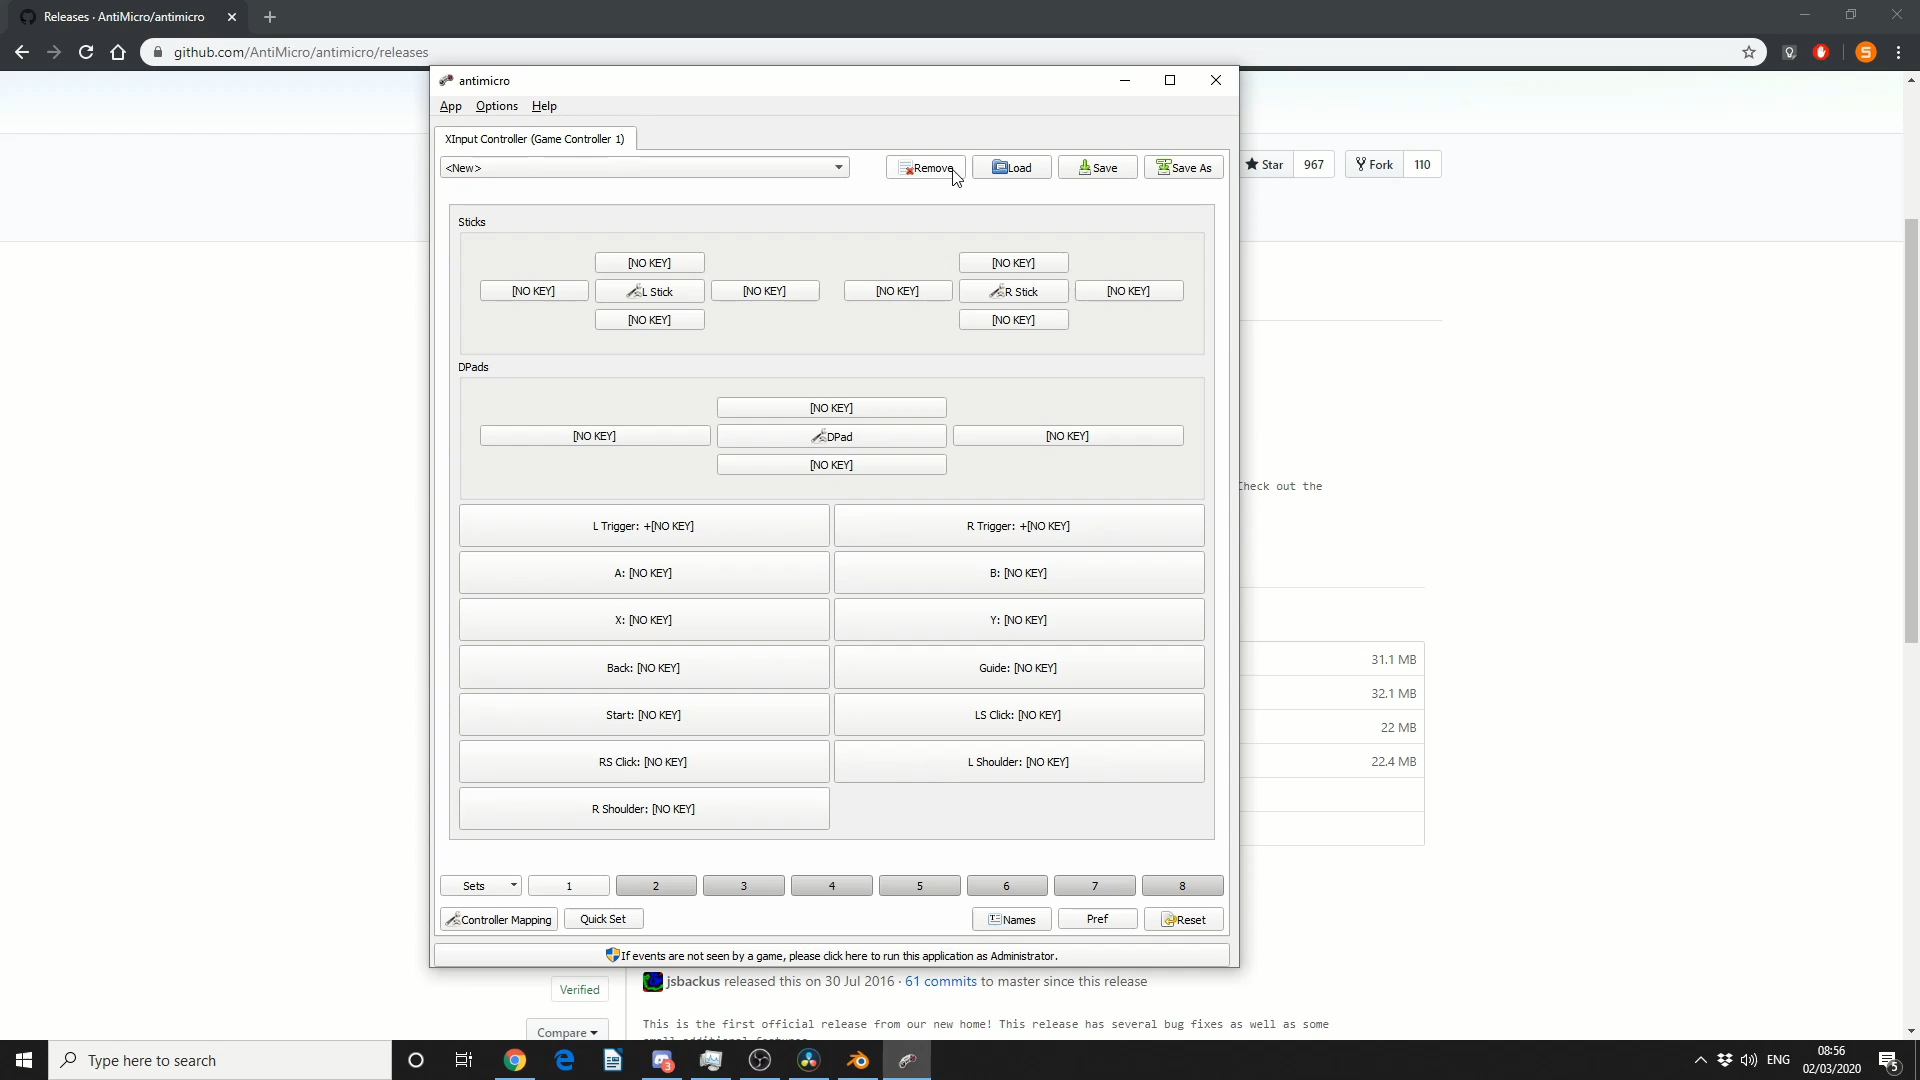 Releases · AntiMicro/antimicro
github.com/AntiMicro/antimicro/releases
S
antimicro
App Options Help
XInput Controller (Game Controller 1)
<New>
Remove Load Save Save As
Star 967 Fork 110
Sticks
[NO KEY] [NO KEY]
[NO KEY] L Stick [NO KEY] [NO KEY] R Stick [NO KEY]
[NO KEY] [NO KEY]
DPads
[NO KEY]
[NO KEY] DPad [NO KEY]
[NO KEY]
Check out the
L Trigger: +[NO KEY] R Trigger: +[NO KEY]
A: [NO KEY] B: [NO KEY]
X: [NO KEY] Y: [NO KEY]
31.1 MB
Back: [NO KEY] Guide: [NO KEY]
32.1 MB
Start: [NO KEY] LS Click: [NO KEY]
22 MB
RS Click: [NO KEY] L Shoulder: [NO KEY]
22.4 MB
R Shoulder: [NO KEY]
Sets 1 2 3 4 5 6 7 8
Controller Mapping Quick Set Names Pref Reset
If events are not seen by a game, please click here to run this application as Administrator.
jsbackus released this on 30 Jul 2016 · 61 commits to master since this release
Verified
This is the first official release from our new home! This release has several bug fixes as well as some
Compare
small additional features.
Type here to search
3
ENG
08:56
02/03/2020
5